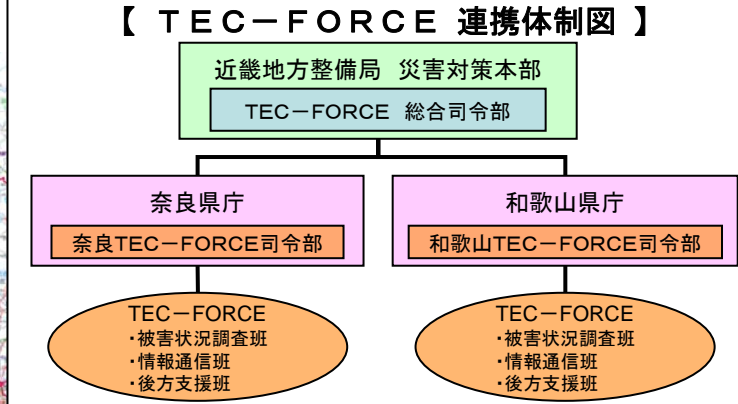 【 ＴＥＣ－ＦＯＲＣＥ 連携体制図 】
近畿地方整備局 災害対策本部
ＴＥＣ－ＦＯＲＣＥ 総合司令部
奈良県庁
奈良ＴＥＣ－ＦＯＲＣＥ司令部
和歌山県庁
和歌山ＴＥＣ－ＦＯＲＣＥ司令部
TEC－FORCE
・被害状況調査班
・情報通信班
・後方支援班
TEC－FORCE
・被害状況調査班
・情報通信班
・後方支援班